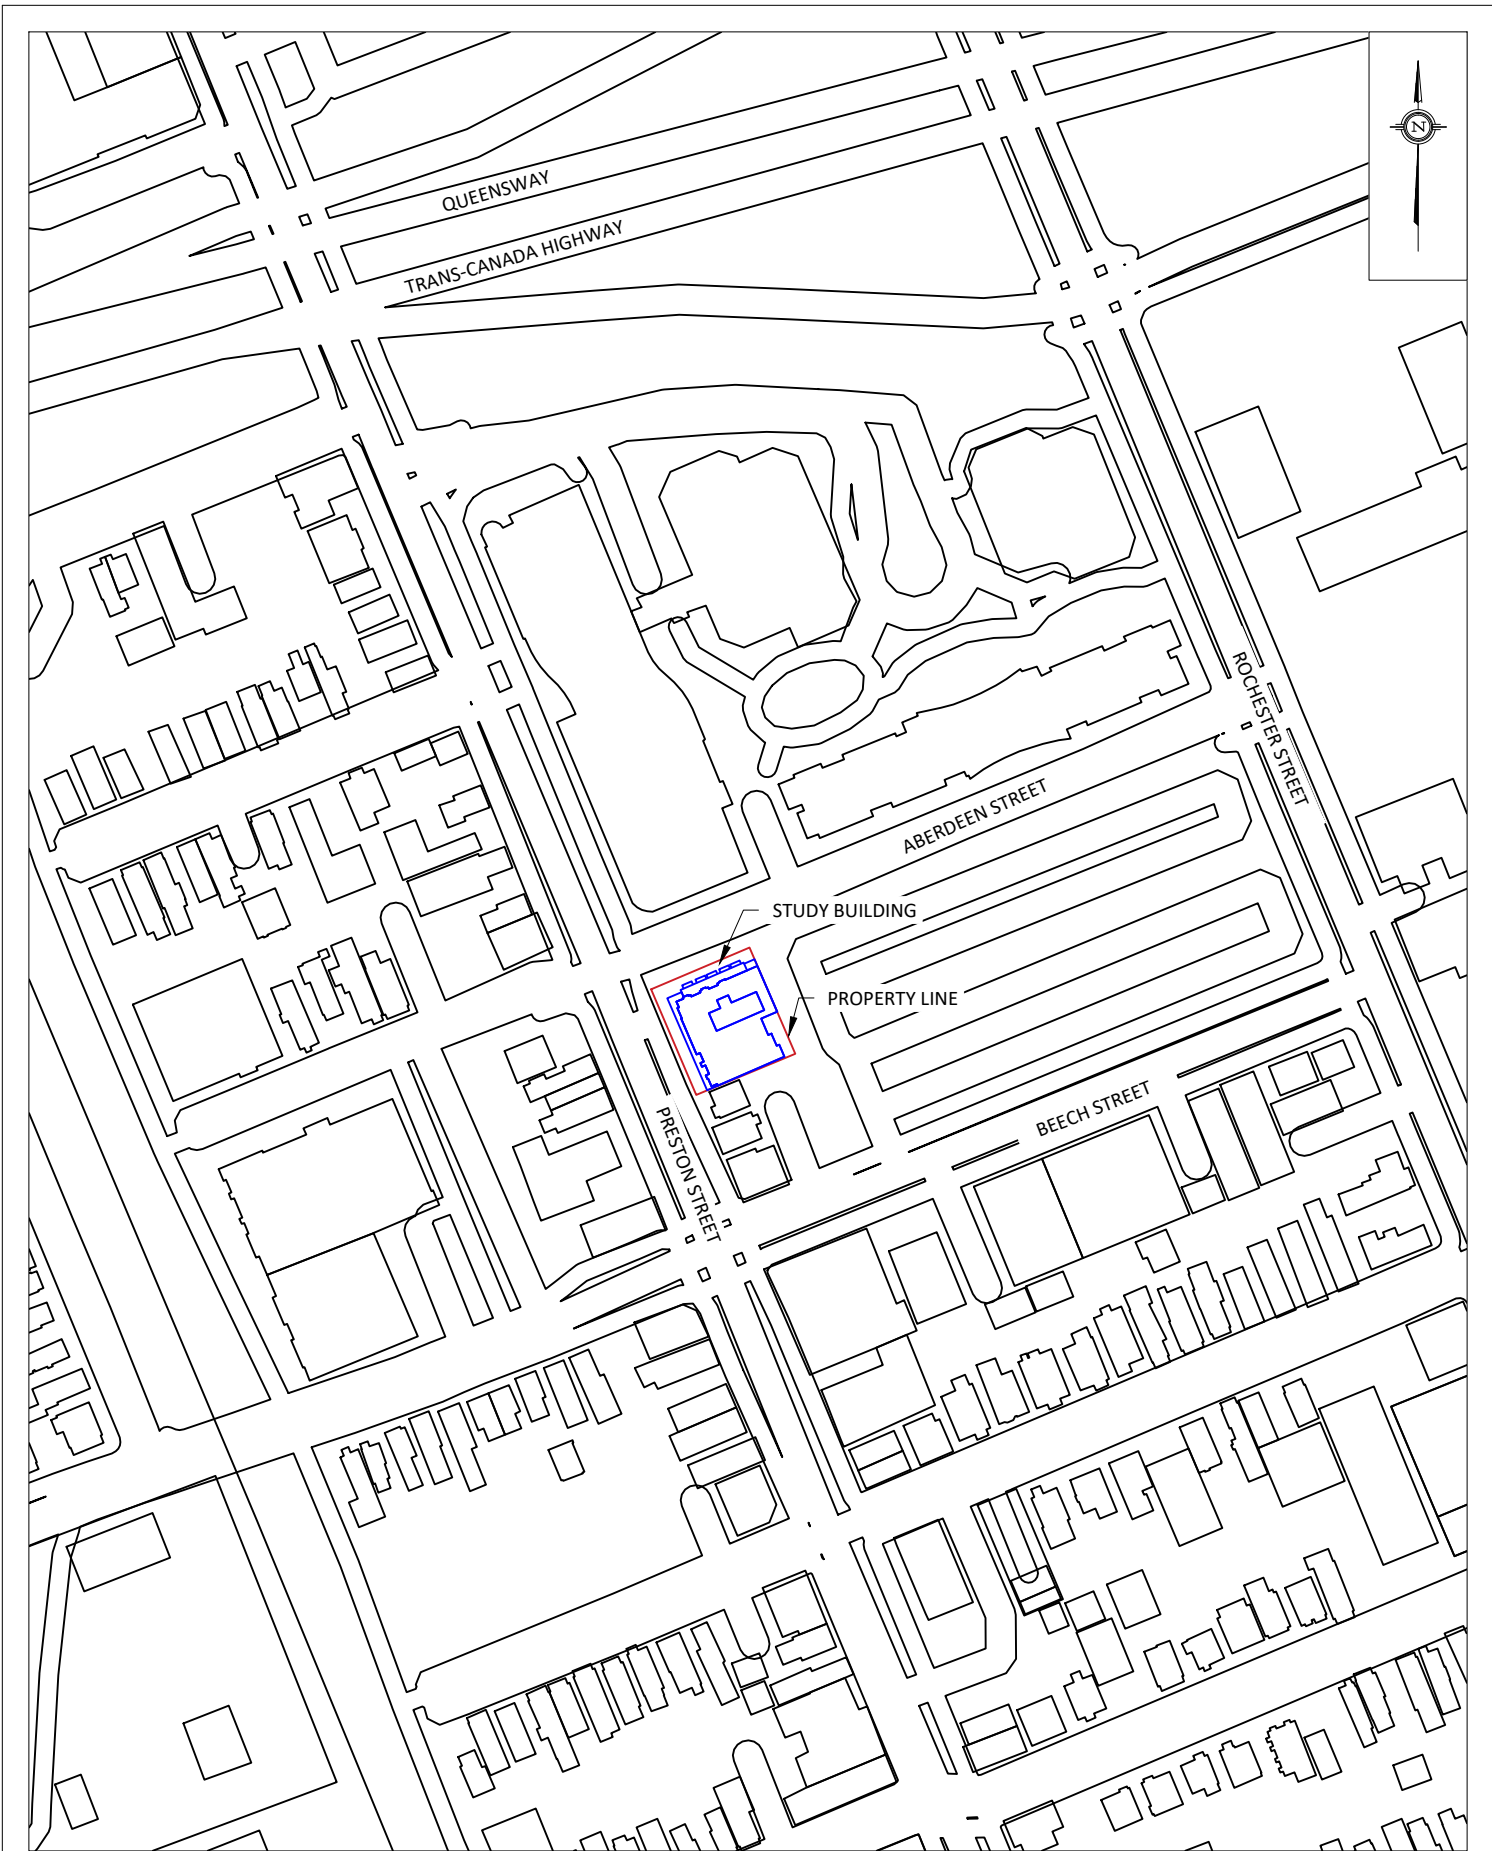 N
QUEENSWAY
TRANS-CANADA HIGHWAY
ROCHESTER STREET
ABERDEEN STREET
STUDY BUILDING
PROPERTY LINE
BEECH STREET
PRESTON STREET